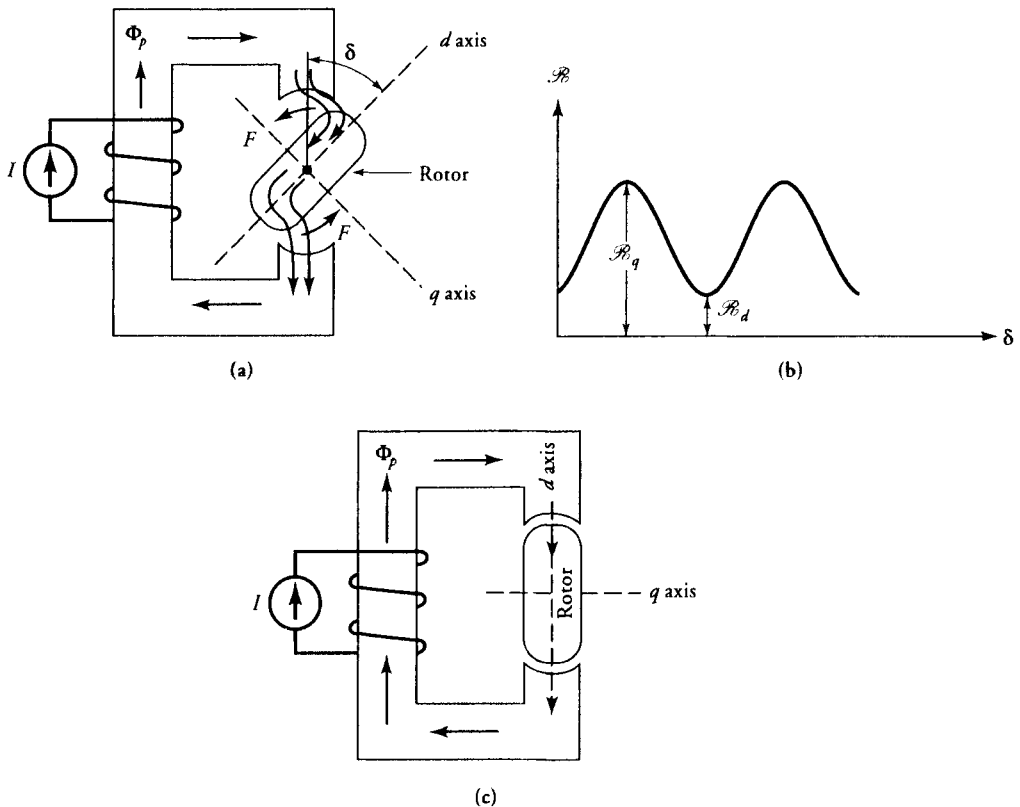 Φp
δ
d axis
F
I
Rotor
F
q axis
(a)
ℛ
ℛq
ℛd
δ
(b)
Φp
d axis
I
Rotor
q axis
(c)